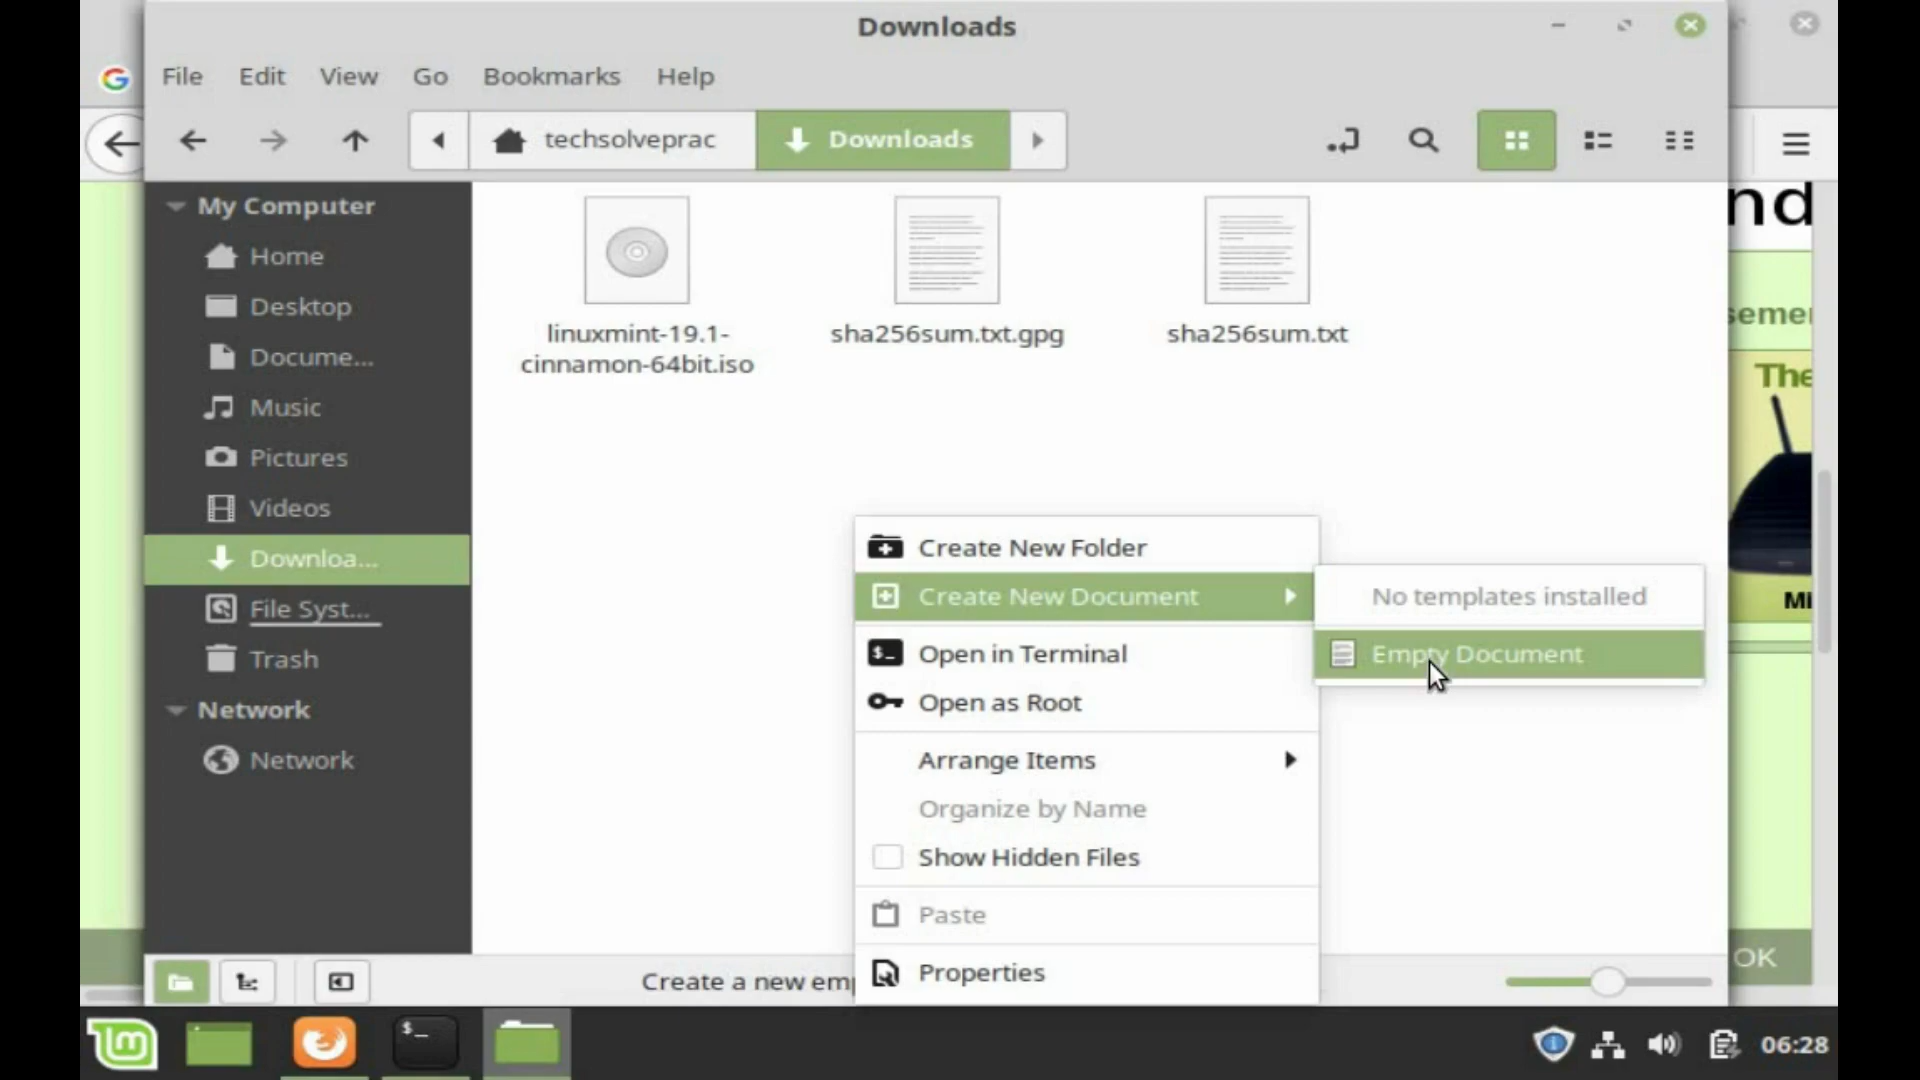 Downloads
File Edit View Go Bookmarks Help
techsolveprac Downloads
My Computer
Home
Desktop
Docume...
Music
Pictures
Videos
Downloa...
File Syst...
Trash
Network
Network
linuxmint-19.1-
cinnamon-64bit.iso
sha256sum.txt.gpg
sha256sum.txt
Create New Folder
Create New Document
Open in Terminal
Open as Root
Arrange Items
Organize by Name
Show Hidden Files
Paste
Properties
No templates installed
Empty Document
Create a new emp
nd
semen
The
Mi
OK
06:28